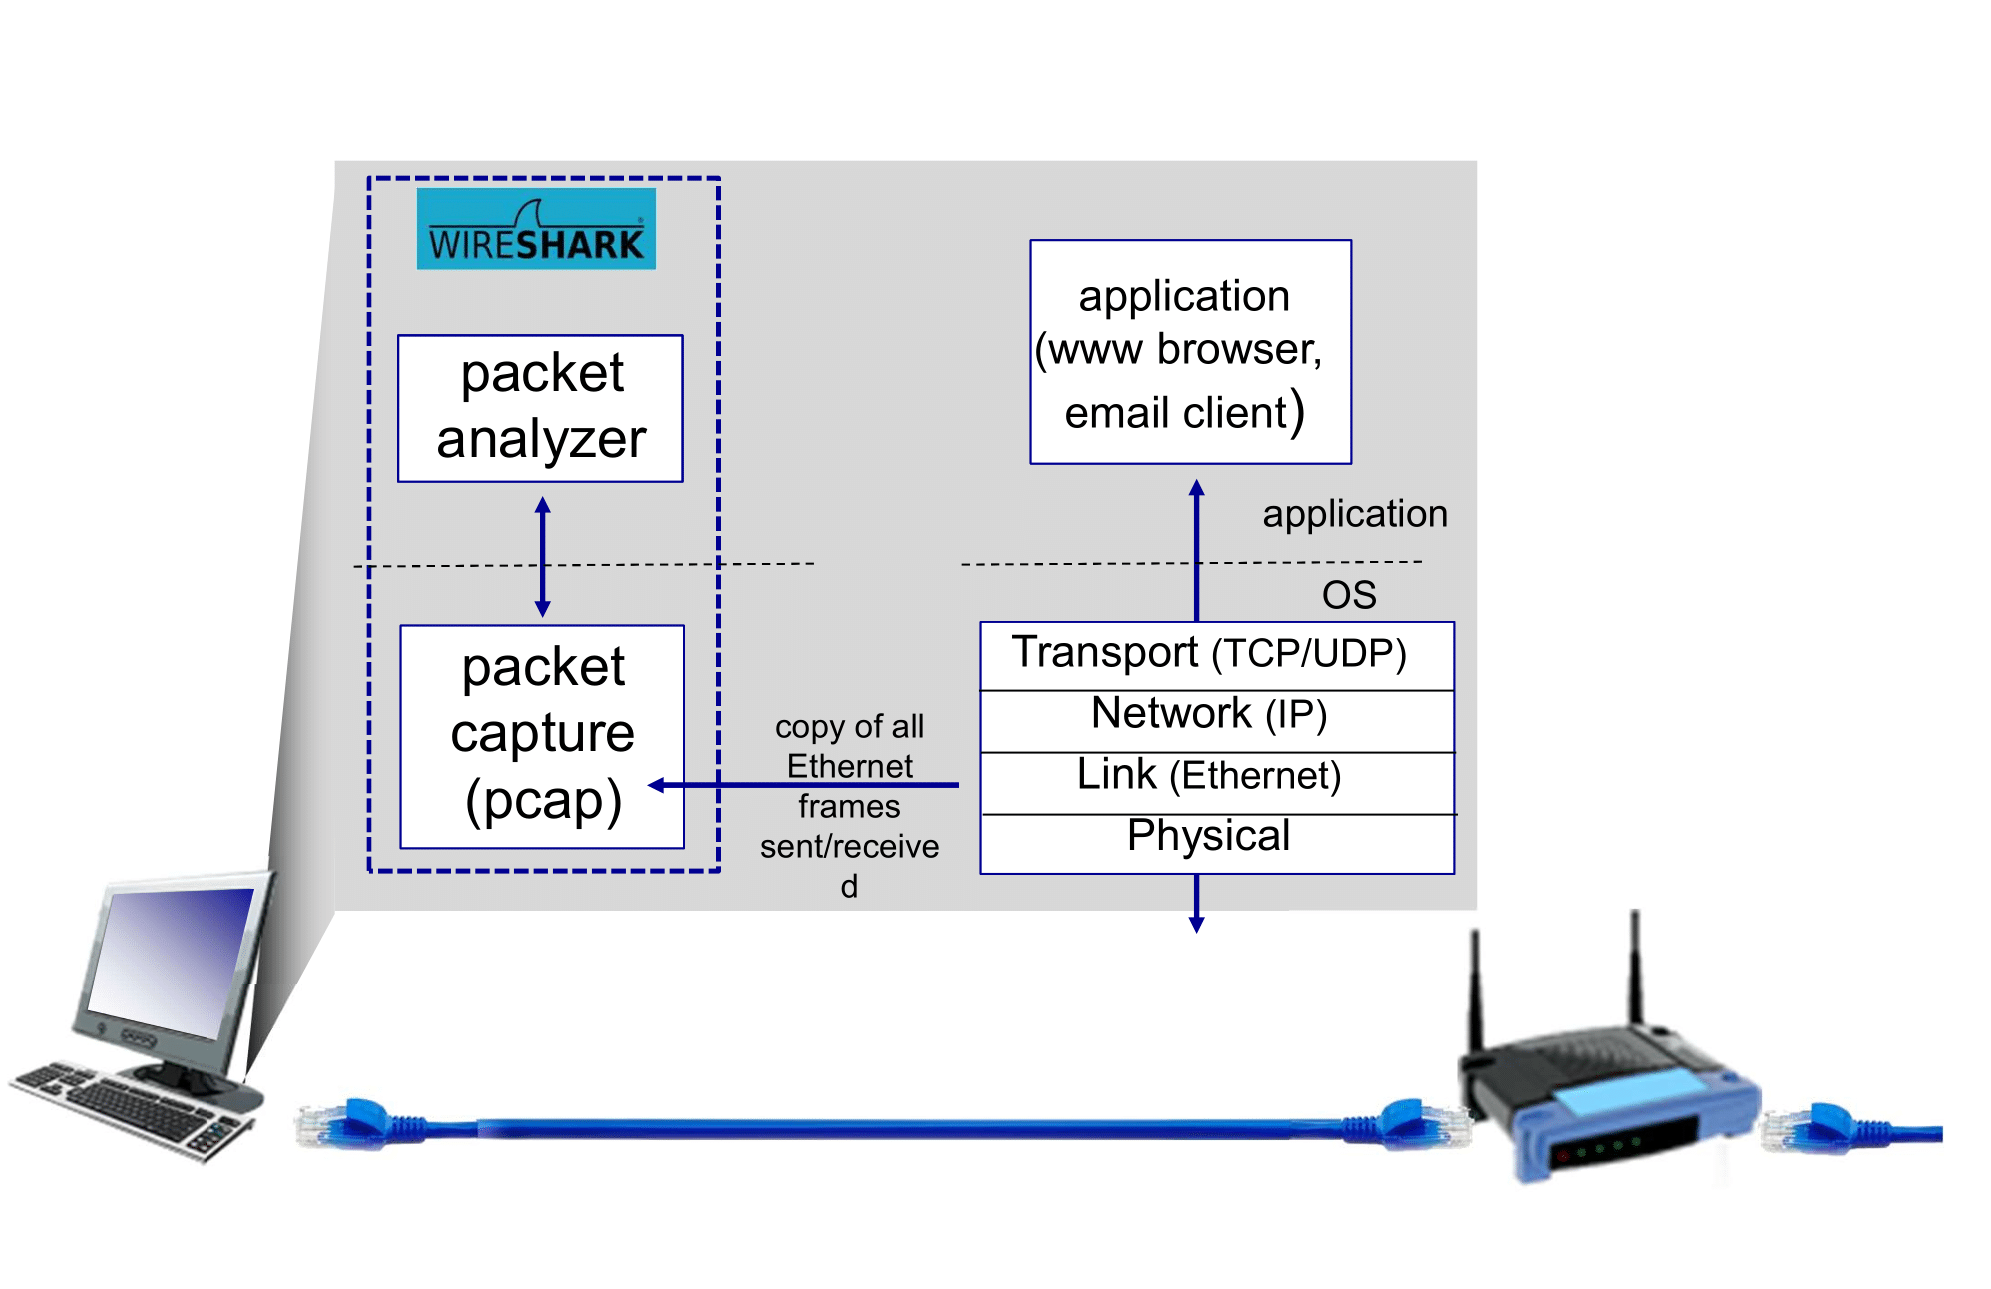 WIRESHARK
packet
analyzer
packet
capture
(pcap)
copy of all
Ethernet
frames
sent/receive
d
application
(www browser,
email client)
application
OS
Transport (TCP/UDP)
Network (IP)
Link (Ethernet)
Physical